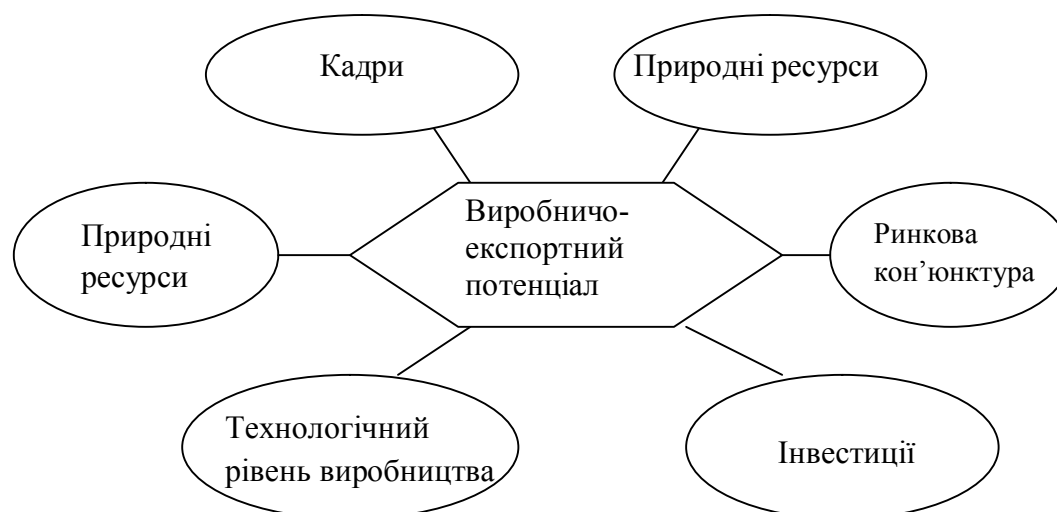 Кадри
Природні ресурси
Природні
ресурси
Виробничо-
експортний
потенціал
Ринкова
кон’юнктура
Технологічний
рівень виробництва
Інвестиції